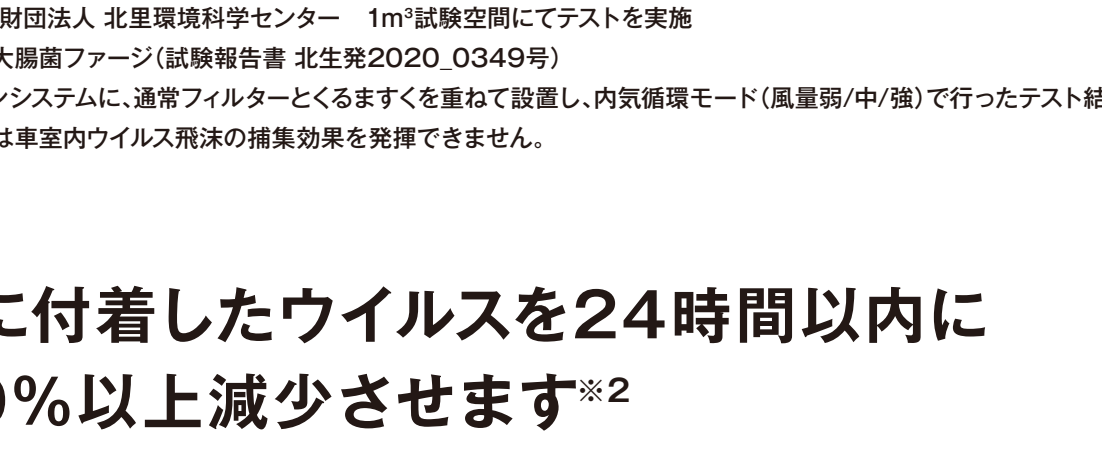 財団法人 北里環境科学センター　1m³試験空間にてテストを実施
大腸菌ファージ（試験報告書 北生発2020_0349号）
ンシステムに、通常フィルターとくるますくを重ねて設置し、内気循環モード（風量弱/中/強）で行ったテスト結
は車室内ウイルス飛沫の捕集効果を発揮できません。
に付着したウイルスを24時間以内に
%以上減少させます※2